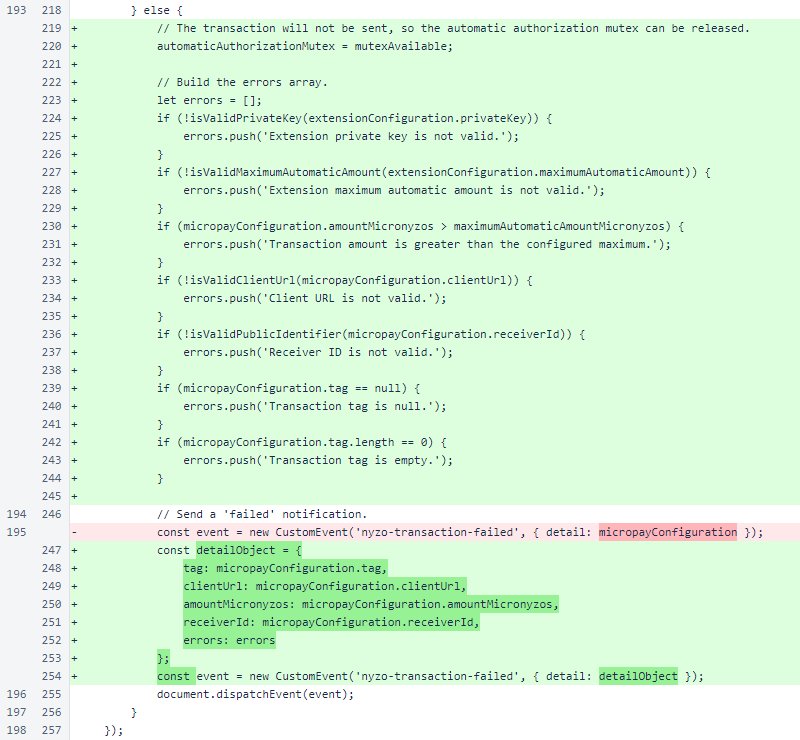 193 218 } else {
219 + // The transaction will not be sent, so the automatic authorization mutex can be released.
220 + automaticAuthorizationMutex = mutexAvailable;
221 +
222 + // Build the errors array.
223 + let errors = [];
224 + if (!isValidPrivateKey(extensionConfiguration.privateKey)) {
225 + errors.push('Extension private key is not valid.');
226 + }
227 + if (!isValidMaximumAutomaticAmount(extensionConfiguration.maximumAutomaticAmount)) {
228 + errors.push('Extension maximum automatic amount is not valid.');
229 + }
230 + if (micropayConfiguration.amountMicronyzos > maximumAutomaticAmountMicronyzos) {
231 + errors.push('Transaction amount is greater than the configured maximum.');
232 + }
233 + if (!isValidClientUrl(micropayConfiguration.clientUrl)) {
234 + errors.push('Client URL is not valid.');
235 + }
236 + if (!isValidPublicIdentifier(micropayConfiguration.receiverId)) {
237 + errors.push('Receiver ID is not valid.');
238 + }
239 + if (micropayConfiguration.tag == null) {
240 + errors.push('Transaction tag is null.');
241 + }
242 + if (micropayConfiguration.tag.length == 0) {
243 + errors.push('Transaction tag is empty.');
244 + }
245 +
194 246 // Send a 'failed' notification.
195 - const event = new CustomEvent('nyzo-transaction-failed', { detail: micropayConfiguration });
247 + const detailObject = {
248 + tag: micropayConfiguration.tag,
249 + clientUrl: micropayConfiguration.clientUrl,
250 + amountMicronyzos: micropayConfiguration.amountMicronyzos,
251 + receiverId: micropayConfiguration.receiverId,
252 + errors: errors
253 + };
254 + const event = new CustomEvent('nyzo-transaction-failed', { detail: detailObject });
196 255 document.dispatchEvent(event);
197 256 }
198 257 });